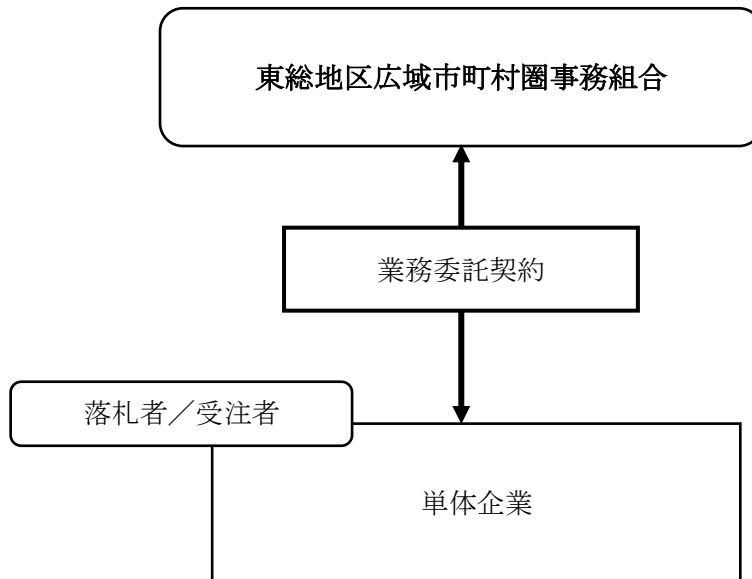 東総地区広域市町村圏事務組合
業務委託契約
落札者／受注者
単体企業